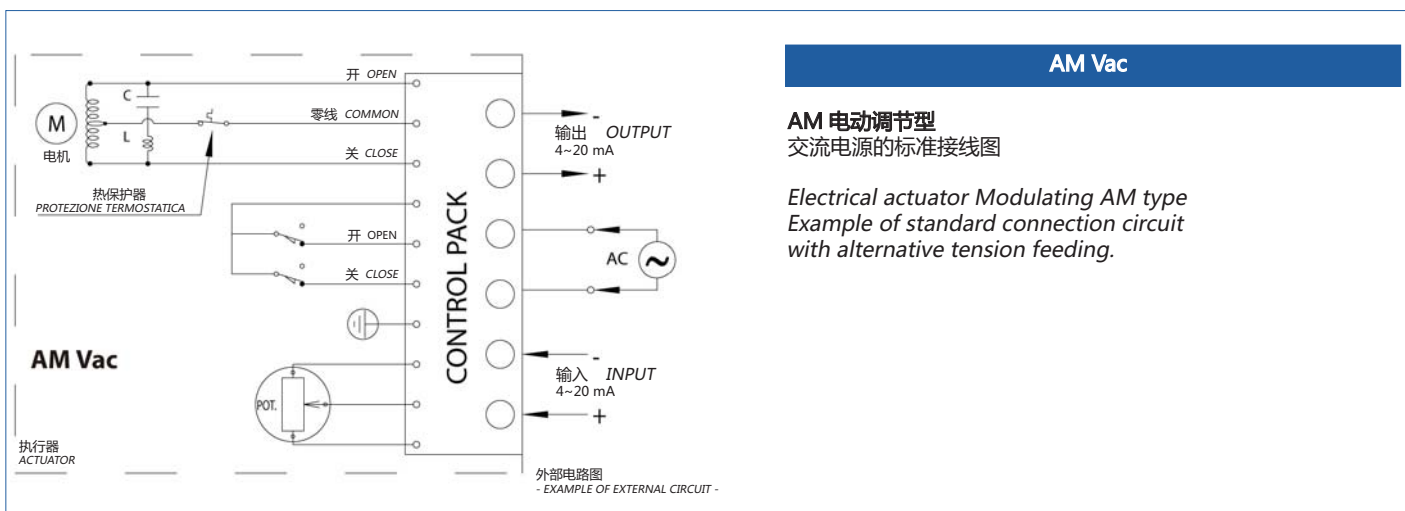 AM Vac
AM 电动调节型
交流电源的标准接线图
Electrical actuator Modulating AM type
Example of standard connection circuit
with alternative tension feeding.
开 OPEN
C
零线 COMMON
M
L
电机
关 CLOSE
热保护器
PROTEZIONE TERMOSTATICA
开 OPEN
关 CLOSE
AM Vac
POT.
执行器
ACTUATOR
CONTROL PACK
-
输出 OUTPUT
4~20 mA
+
AC
~
-
输入 INPUT
4~20 mA
+
外部电路图
- EXAMPLE OF EXTERNAL CIRCUIT -